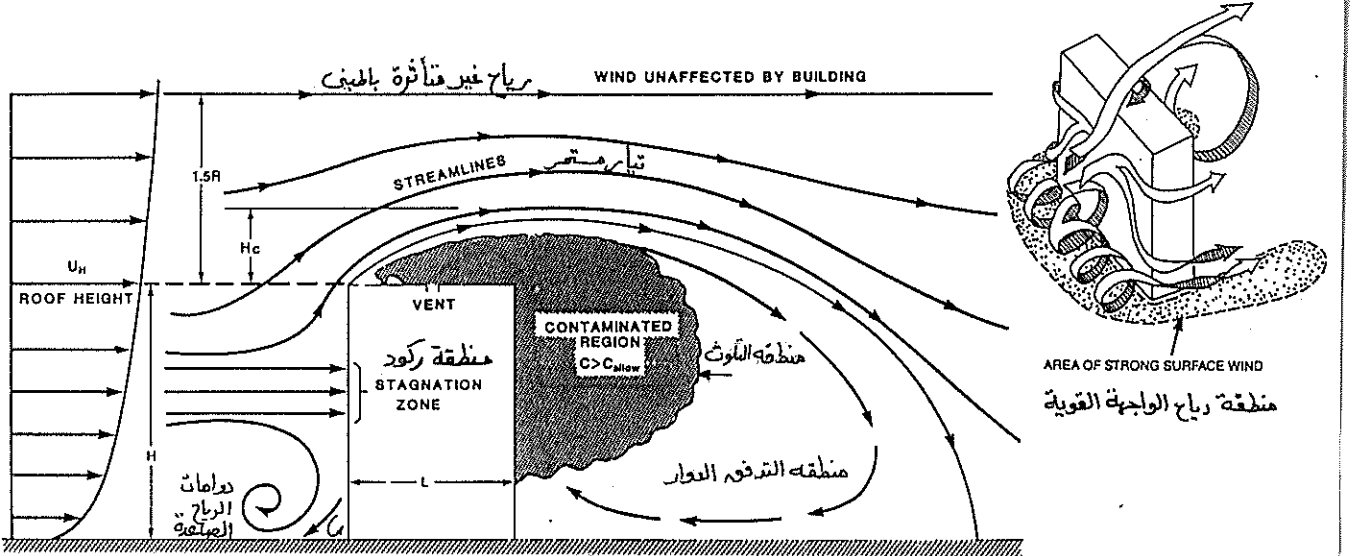 رياح غير متأثرة بالمبنى
WIND UNAFFECTED BY BUILDING
1.5R
STREAMLINES
تيار مستمر
Hc
UH
ROOF HEIGHT
VENT
CONTAMINATED
REGION
C > Callow
منطقة التلوث
منطقة ركود
STAGNATION
ZONE
H
L
دوامات
الرياح
منطقة التدفق الدوار
AREA OF STRONG SURFACE WIND
منطقة رياح الواجهة القوية